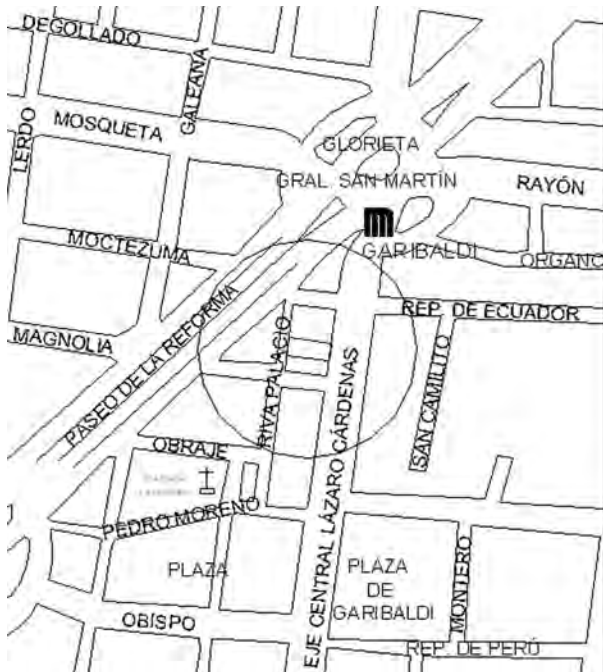 DEGOLLADO
GALEANA
LERDO
MOSQUETA
GLORIETA
GRAL. SAN MARTÍN
RAYÓN
MOCTEZUMA
GARIBALDI
ORGANO
REP. DE ECUADOR
MAGNOLIA
PASEO DE LA REFORMA
RIVA PALACIO
EJE CENTRAL LÁZARO CÁRDENAS
SAN CAMILITO
OBRAJE
PEDRO MORENO
PLAZA
PLAZA
DE
GARIBALDI
MONTERO
OBISPO
REP. DE PERÚ